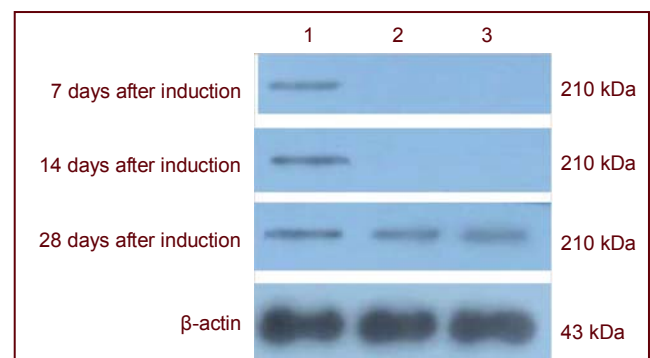 1 2 3
7 days after induction 210 kDa
14 days after induction 210 kDa
28 days after induction 210 kDa
β-actin 43 kDa